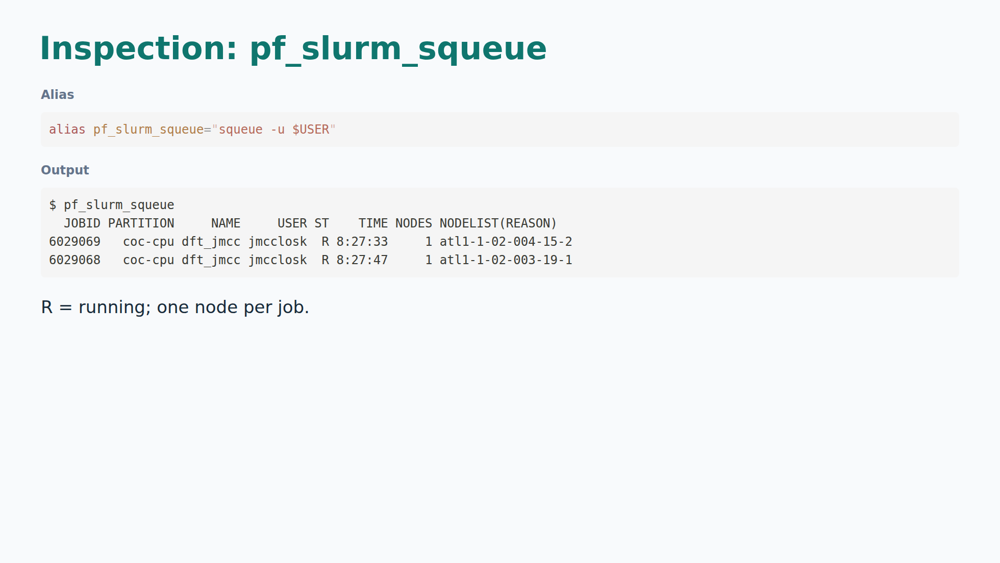 Inspection: pf_slurm_squeue
Alias
alias pf_slurm_squeue="squeue -u $USER"
Output
$ pf_slurm_squeue
  JOBID PARTITION     NAME     USER ST    TIME NODES NODELIST(REASON)
6029069   coc-cpu dft_jmcc jmcclosk  R 8:27:33     1 atl1-1-02-004-15-2
6029068   coc-cpu dft_jmcc jmcclosk  R 8:27:47     1 atl1-1-02-003-19-1
R = running; one node per job.